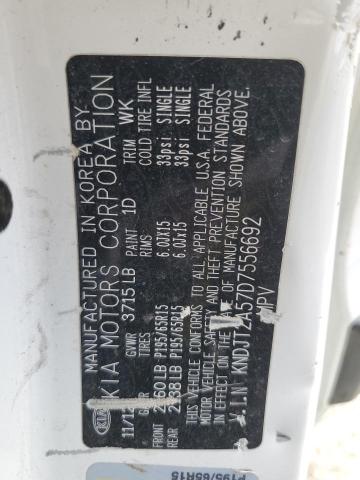 MANUFACTURED IN KOREA BY
KIA KIA MOTORS CORPORATION
GVWR PAINT TRIM
3715LB 1D WK
TIRES RIMS COLD TIRE INFL
FRONT P195/65R15 6.0JX15 33psi SINGLE
REAR P195/65R15 6.0JX15 33psi SINGLE
THIS VEHICLE CONFORMS TO ALL APPLICABLE U.S.A. FEDERAL
MOTOR VEHICLE SAFETY AND THEFT PREVENTION STANDARDS
IN EFFECT ON THE DATE OF MANUFACTURE SHOWN ABOVE.
V.I.N KNDJT2A57D7556692
MPV
P195/65R15